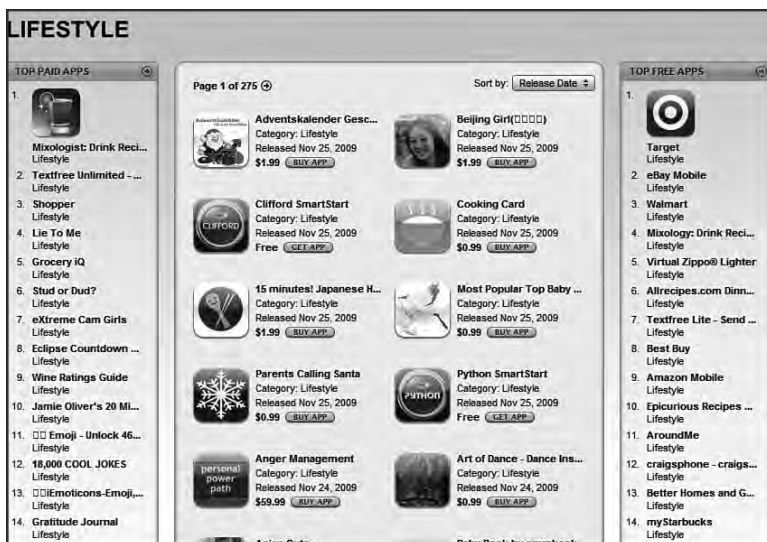 LIFESTYLE
TOP PAID APPS
1.
Mixologist: Drink Reci...
Lifestyle
2. Textfree Unlimited - ...
Lifestyle
3. Shopper
Lifestyle
4. Lie To Me
Lifestyle
5. Grocery iQ
Lifestyle
6. Stud or Dud?
Lifestyle
7. eXtreme Cam Girls
Lifestyle
8. Eclipse Countdown ...
Lifestyle
9. Wine Ratings Guide
Lifestyle
10. Jamie Oliver's 20 Mi...
Lifestyle
11. □□ Emoji - Unlock 46...
Lifestyle
12. 18,000 COOL JOKES
Lifestyle
13. □□iEmoticons-Emoji,...
Lifestyle
14. Gratitude Journal
Lifestyle
Page 1 of 275
Sort by: Release Date
Adventskalender Gesc...
Category: Lifestyle
Released Nov 25, 2009
$1.99 BUY APP
Beijing Girl(□□□□)
Category: Lifestyle
Released Nov 25, 2009
$1.99 BUY APP
CLIFFORD
Clifford SmartStart
Category: Lifestyle
Released Nov 25, 2009
Free GET APP
Cooking Card
Category: Lifestyle
Released Nov 25, 2009
$0.99 BUY APP
15 minutes! Japanese H...
Category: Lifestyle
Released Nov 25, 2009
$1.99 BUY APP
Most Popular Top Baby ...
Category: Lifestyle
Released Nov 25, 2009
$0.99 BUY APP
Parents Calling Santa
Category: Lifestyle
Released Nov 25, 2009
$0.99 BUY APP
PYTHON
Python SmartStart
Category: Lifestyle
Released Nov 25, 2009
Free GET APP
personal
power
path
Anger Management
Category: Lifestyle
Released Nov 24, 2009
$59.99 BUY APP
Art of Dance - Dance Ins...
Category: Lifestyle
Released Nov 24, 2009
$0.99 BUY APP
TOP FREE APPS
1.
Target
Lifestyle
2. eBay Mobile
Lifestyle
3. Walmart
Lifestyle
4. Mixology: Drink Reci...
Lifestyle
5. Virtual Zippo® Lighter
Lifestyle
6. Allrecipes.com Dinn...
Lifestyle
7. Textfree Lite - Send ...
Lifestyle
8. Best Buy
Lifestyle
9. Amazon Mobile
Lifestyle
10. Epicurious Recipes ...
Lifestyle
11. AroundMe
Lifestyle
12. craigsphone - craigs...
Lifestyle
13. Better Homes and G...
Lifestyle
14. myStarbucks
Lifestyle